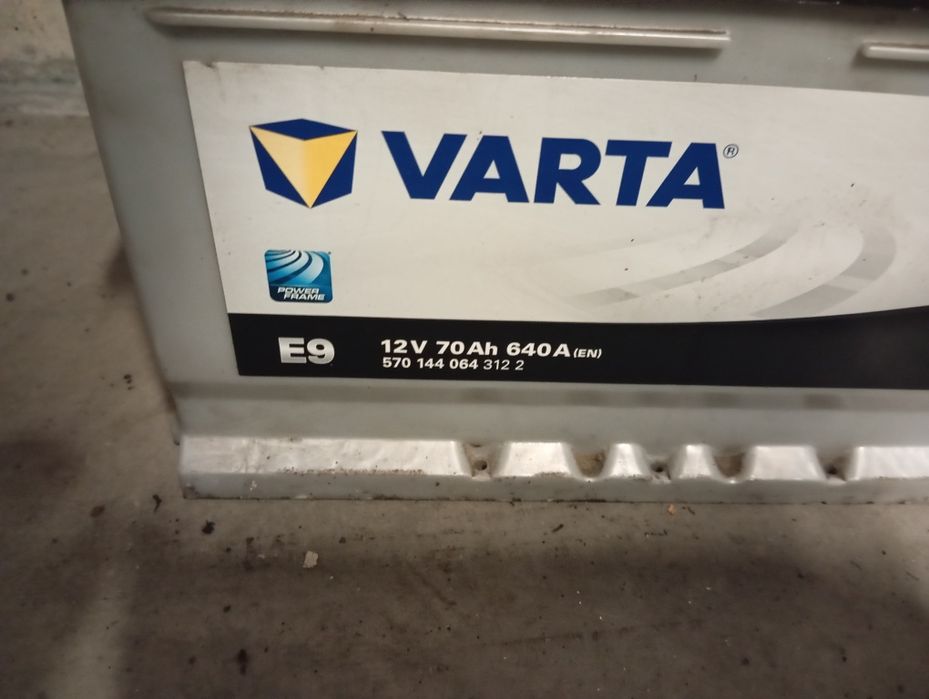 VARTA®
POWER
FRAME
E9
12V 70Ah 640A (EN)
570 144 064 312 2